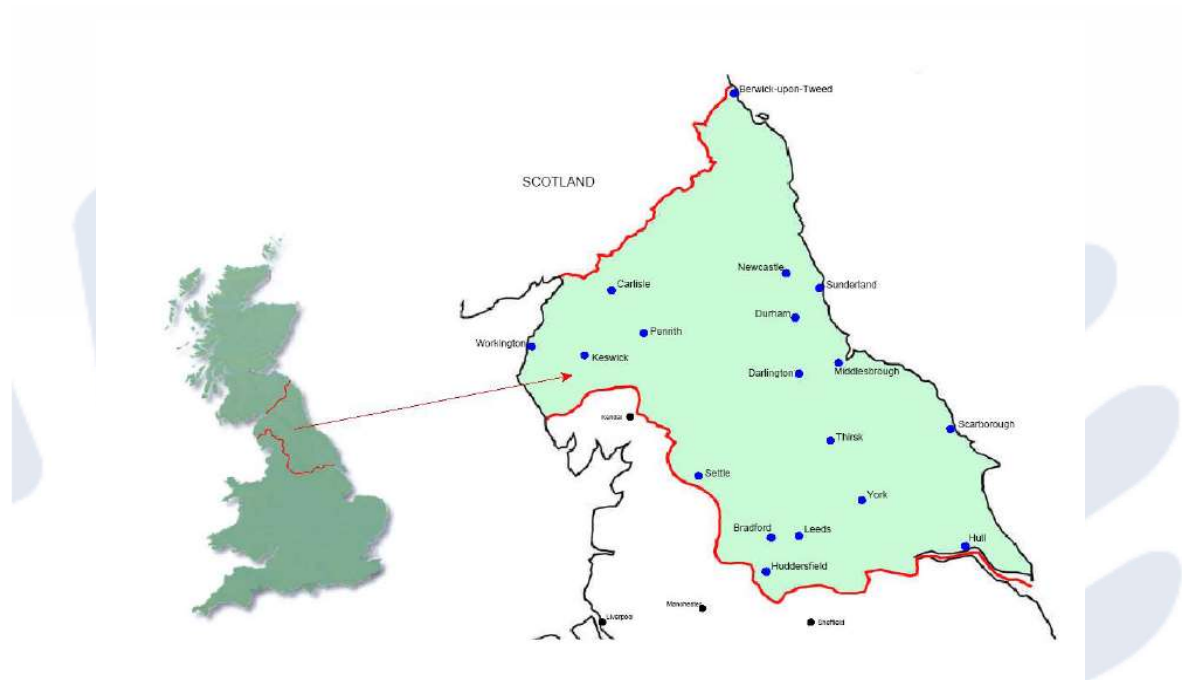 Berwick-upon-Tweed
SCOTLAND
Newcastle
Carlisle
Sunderland
Durham
Penrith
Workington
Keswick
Darlington
Middlesbrough
Kendal
Scarborough
Thirsk
Settle
York
Bradford
Leeds
Hull
Huddersfield
Manchester
Liverpool
Sheffield